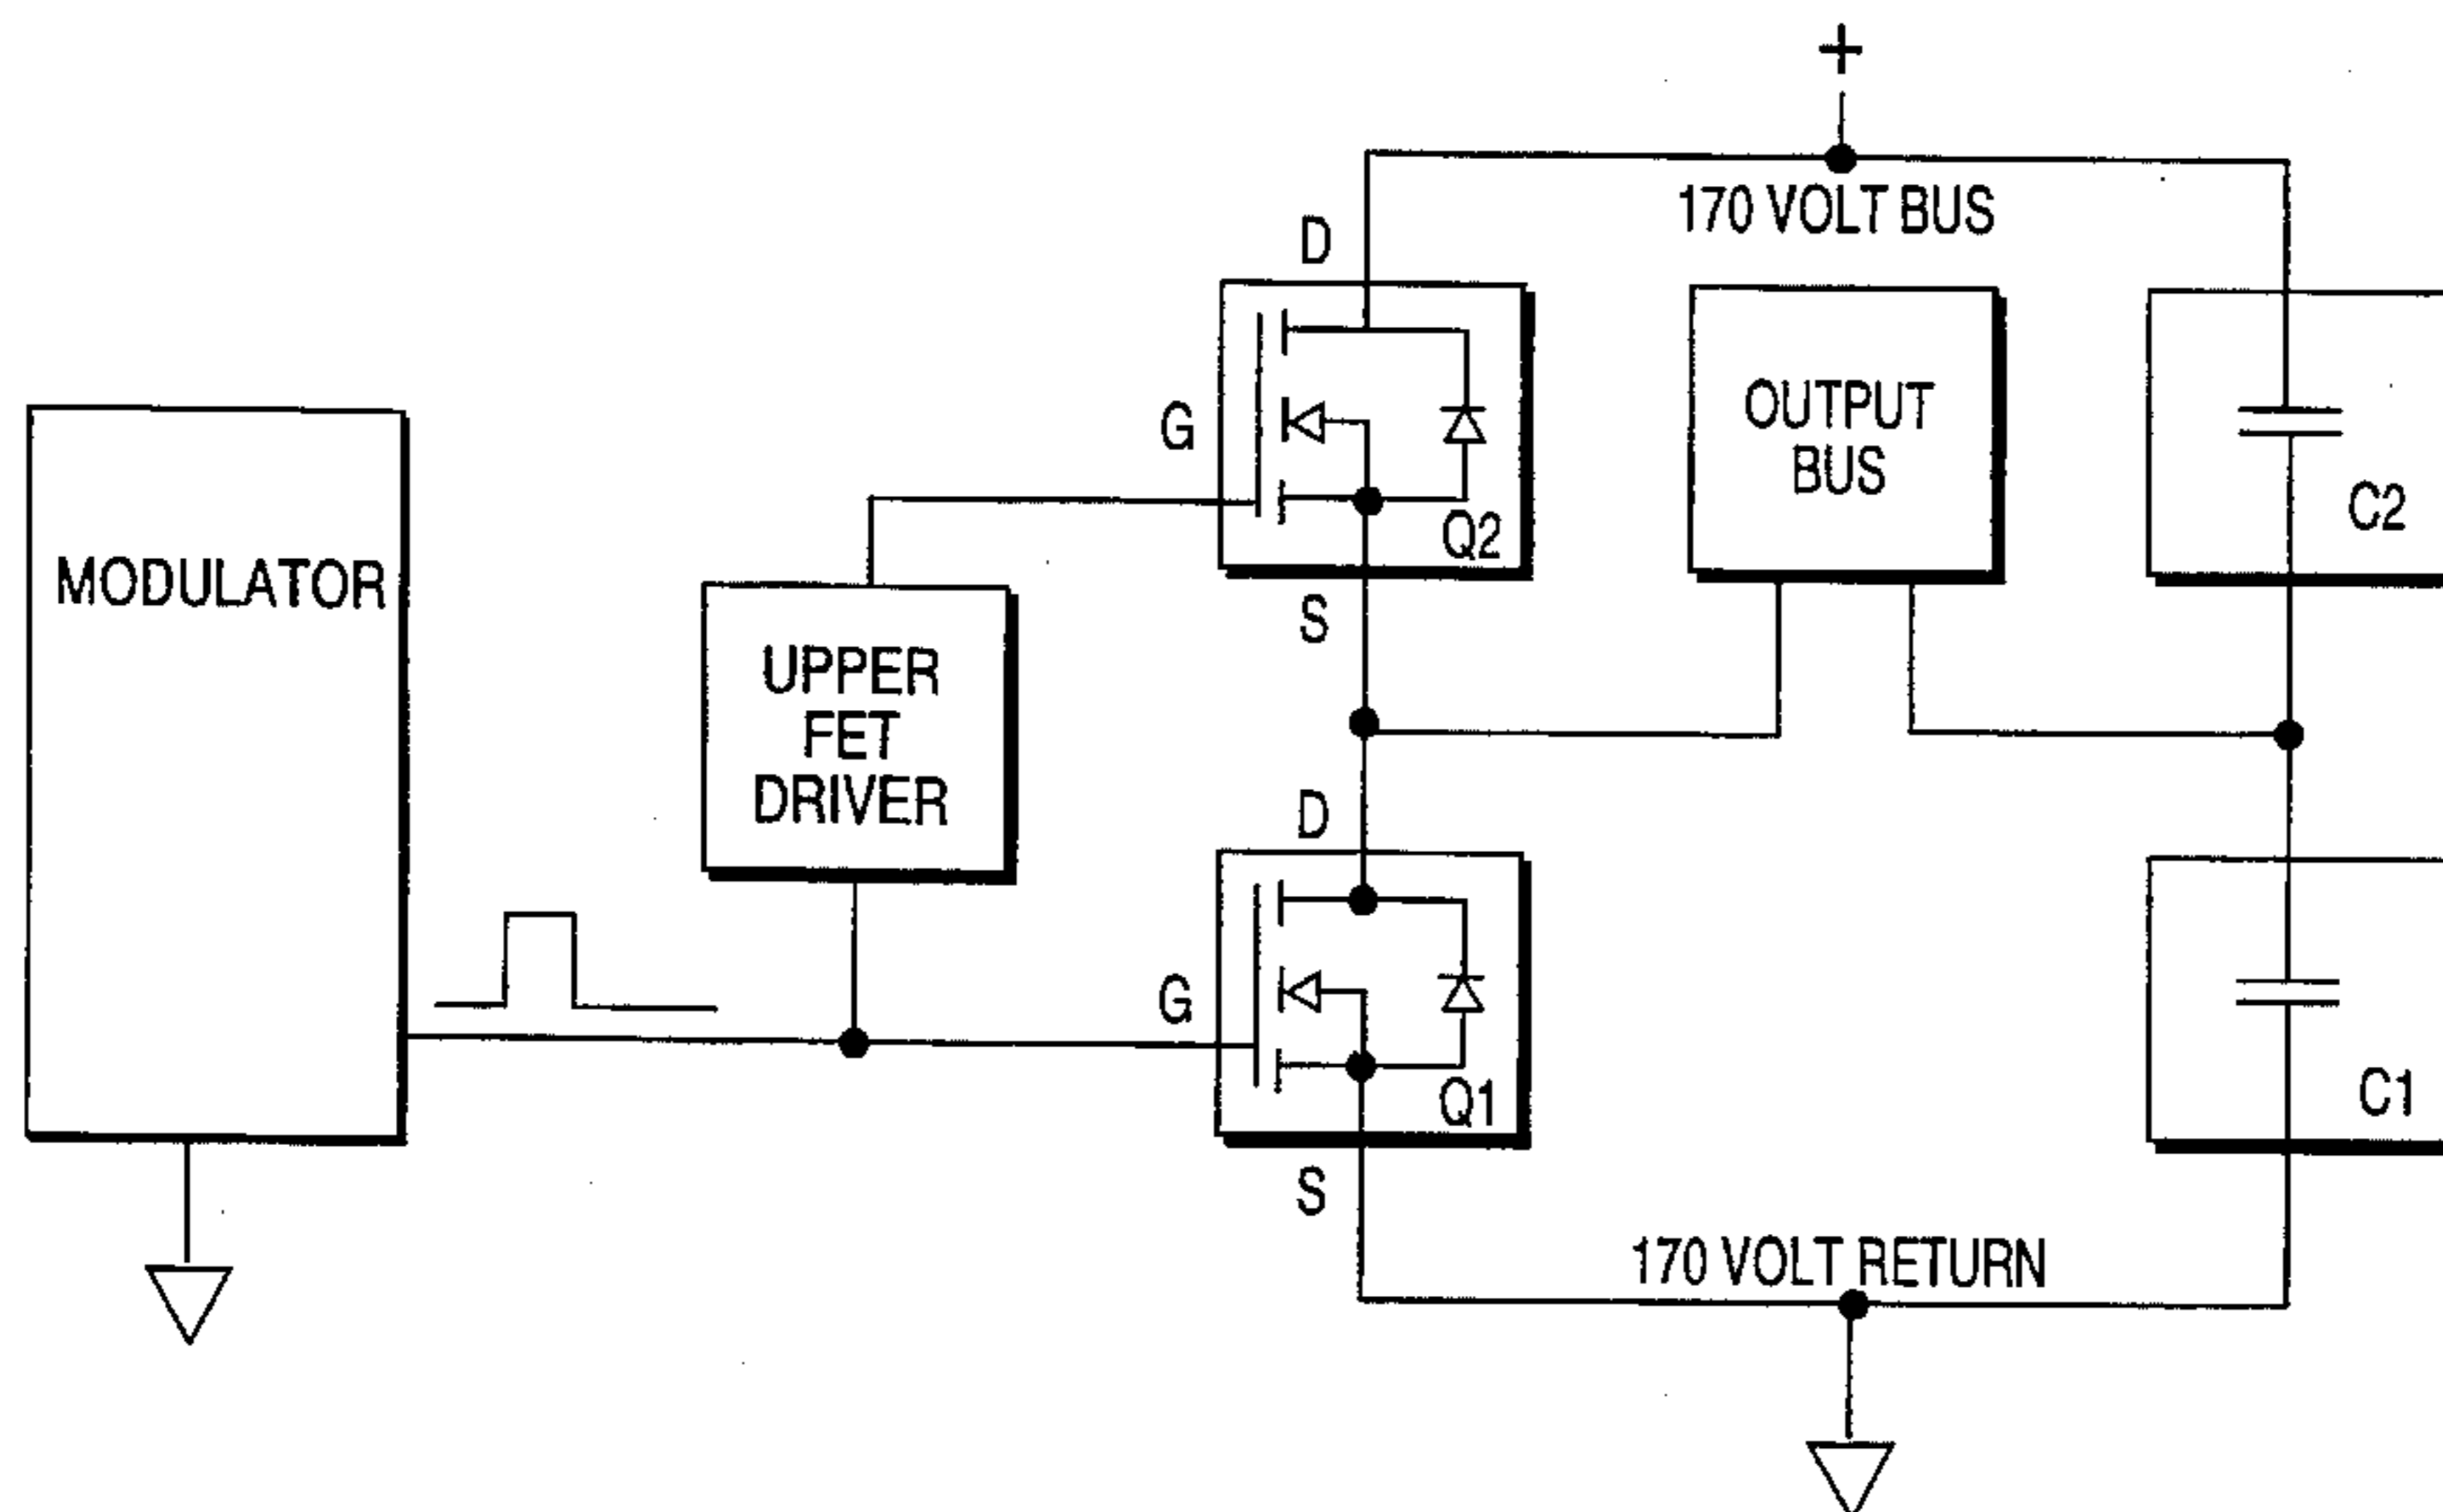 +
170 VOLT BUS
D
G
Q2
S
OUTPUT
BUS
C2
MODULATOR
UPPER
FET
DRIVER
D
G
Q1
S
C1
170 VOLT RETURN